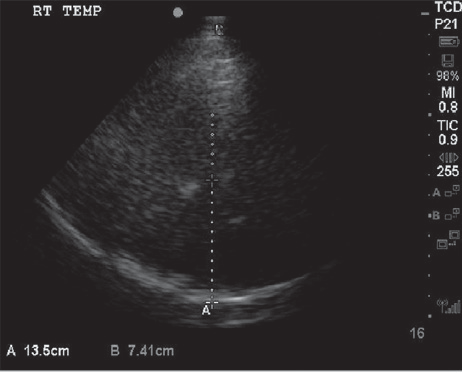 RT TEMP
TCD
P21
98%
MI
0.8
TIC
0.9
255
A
B
A
16
A 13.5cm B 7.41cm